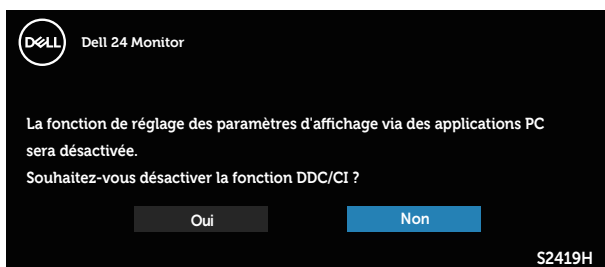 DELL
Dell 24 Monitor
La fonction de réglage des paramètres d'affichage via des applications PC
sera désactivée.
Souhaitez-vous désactiver la fonction DDC/CI ?
Oui Non
S2419H